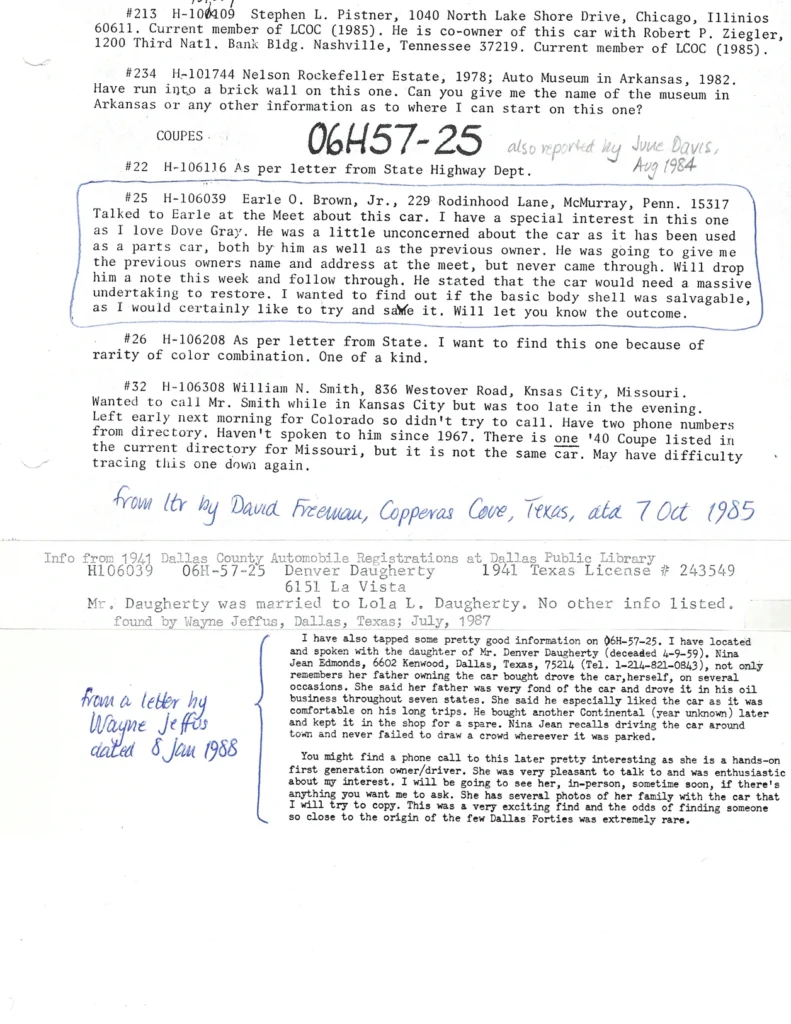 #213 H-100109 Stephen L. Pistner, 1040 North Lake Shore Drive, Chicago, Illinios
60611. Current member of LCOC (1985). He is co-owner of this car with Robert P. Ziegler,
1200 Third Natl. Bank Bldg. Nashville, Tennessee 37219. Current member of LCOC (1985).
#234 H-101744 Nelson Rockefeller Estate, 1978; Auto Museum in Arkansas, 1982.
Have run into a brick wall on this one. Can you give me the name of the museum in
Arkansas or any other information as to where I can start on this one?
COUPES
06H57-25
also reported by June Davis,
Aug 1984
#22 H-106116 As per letter from State Highway Dept.
#25 H-106039 Earle O. Brown, Jr., 229 Rodinhood Lane, McMurray, Penn. 15317
Talked to Earle at the Meet about this car. I have a special interest in this one
as I love Dove Gray. He was a little unconcerned about the car as it has been used
as a parts car, both by him as well as the previous owner. He was going to give me
the previous owners name and address at the meet, but never came through. Will drop
him a note this week and follow through. He stated that the car would need a massive
undertaking to restore. I wanted to find out if the basic body shell was salvagable,
as I would certainly like to try and save it. Will let you know the outcome.
#26 H-106208 As per letter from State. I want to find this one because of
rarity of color combination. One of a kind.
#32 H-106308 William N. Smith, 836 Westover Road, Knsas City, Missouri.
Wanted to call Mr. Smith while in Kansas City but was too late in the evening.
Left early next morning for Colorado so didn't try to call. Have two phone numbers
from directory. Haven't spoken to him since 1967. There is one '40 Coupe listed in
the current directory for Missouri, but it is not the same car. May have difficulty
tracing this one down again.
from ltr by David Freeman, Copperas Cove, Texas, dtd 7 Oct 1985
Info from 1941 Dallas County Automobile Registrations at Dallas Public Library
H106039 06H-57-25 Denver Daugherty 1941 Texas License # 243549
6151 La Vista
Mr. Daugherty was married to Lola L. Daugherty. No other info listed.
found by Wayne Jeffus, Dallas, Texas; July, 1987
from a letter by
Wayne Jeffus
dated 8 Jan 1988
I have also tapped some pretty good information on 06H-57-25. I have located
and spoken with the daughter of Mr. Denver Daugherty (deceaded 4-9-59). Nina
Jean Edmonds, 6602 Kenwood, Dallas, Texas, 75214 (Tel. 1-214-821-0843), not only
remembers her father owning the car bought drove the car,herself, on several
occasions. She said her father was very fond of the car and drove it in his oil
business throughout seven states. She said he especially liked the car as it was
comfortable on his long trips. He bought another Continental (year unknown) later
and kept it in the shop for a spare. Nina Jean recalls driving the car around
town and never failed to draw a crowd whereever it was parked.
You might find a phone call to this later pretty interesting as she is a hands-on
first generation owner/driver. She was very pleasant to talk to and was enthusiastic
about my interest. I will be going to see her, in-person, sometime soon, if there's
anything you want me to ask. She has several photos of her family with the car that
I will try to copy. This was a very exciting find and the odds of finding someone
so close to the origin of the few Dallas Forties was extremely rare.